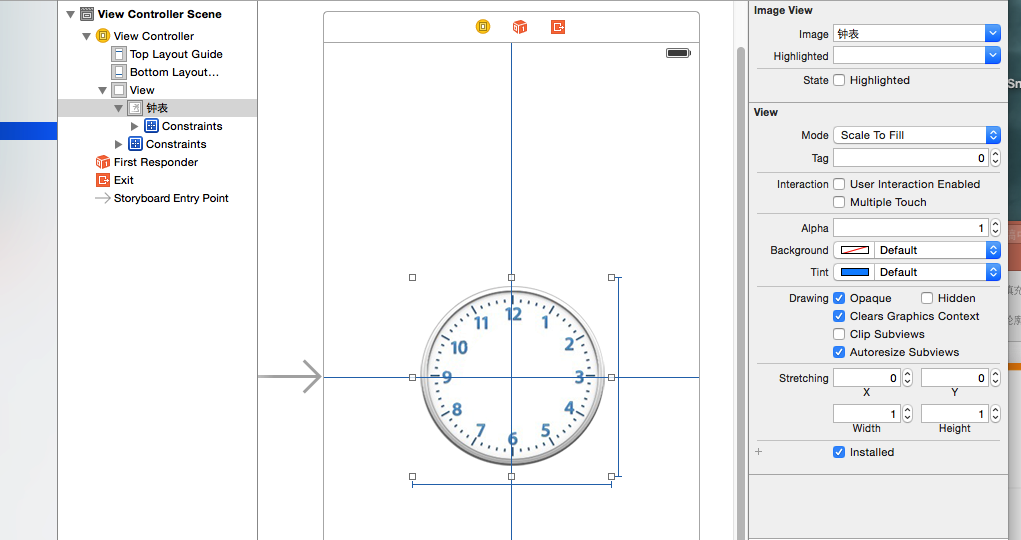 View Controller Scene
View Controller
Top Layout Guide
Bottom Layout…
View
钟表
Constraints
Constraints
First Responder
Exit
Storyboard Entry Point
12
1
2
3
4
5
6
7
8
9
10
11
Image View
Image 钟表
Highlighted
State Highlighted
View
Mode Scale To Fill
Tag 0
Interaction User Interaction Enabled
Multiple Touch
Alpha 1
Background Default
Tint Default
Drawing Opaque Hidden
Clears Graphics Context
Clip Subviews
Autoresize Subviews
Stretching 0 0
X Y
1 1
Width Height
+ Installed
Sn